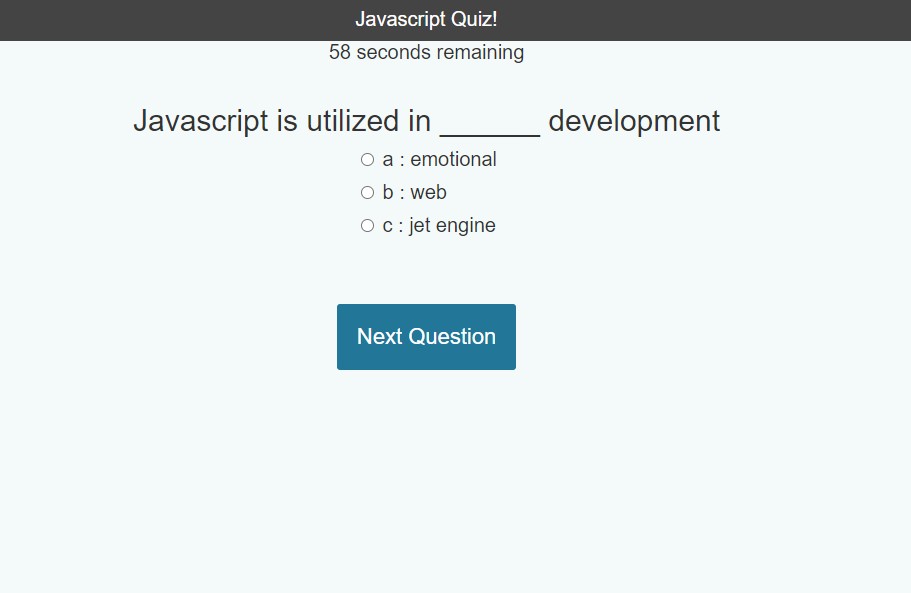 Javascript Quiz!
58 seconds remaining
Javascript is utilized in ______ development
a : emotional
b : web
c : jet engine
Next Question